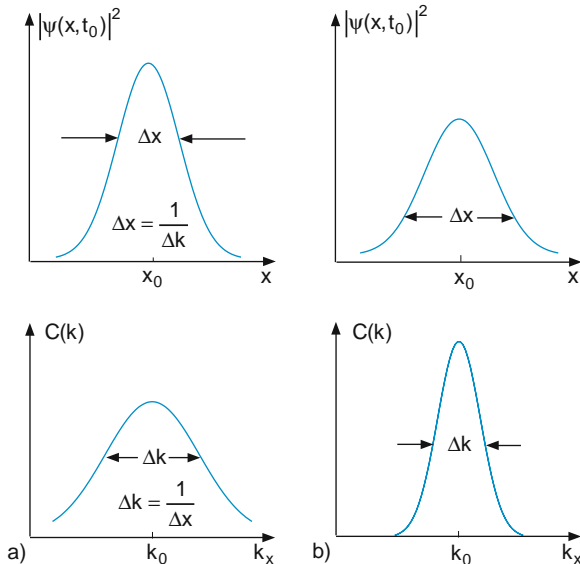 |ψ(x,t₀)|²
Δx
Δx = 1/Δk
x₀
x
|ψ(x,t₀)|²
Δx
x₀
x
C(k)
Δk
Δk = 1/Δx
a)
k₀
kₓ
C(k)
Δk
b)
k₀
kₓ